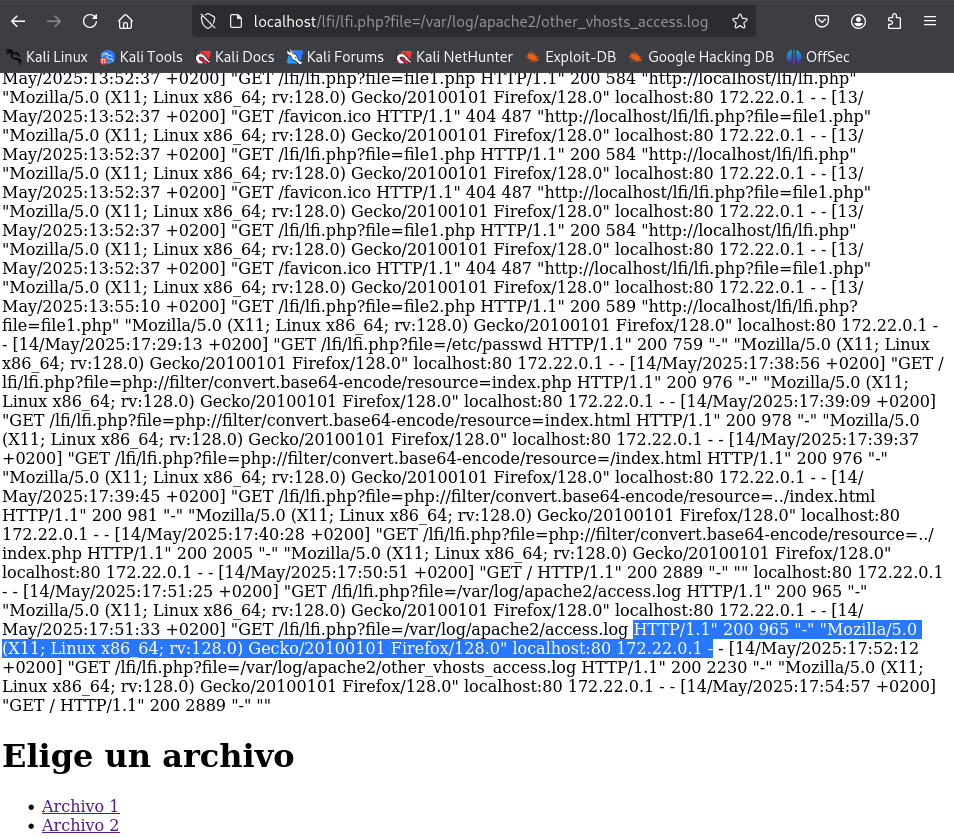 localhost/lfi/lfi.php?file=/var/log/apache2/other_vhosts_access.log
Kali Linux Kali Tools Kali Docs Kali Forums Kali NetHunter Exploit-DB Google Hacking DB OffSec
May/2025:13:52:37 +0200] "GET /lfi/lfi.php?file=file1.php HTTP/1.1" 200 584 "http://localhost/lfi/lfi.php"
"Mozilla/5.0 (X11; Linux x86_64; rv:128.0) Gecko/20100101 Firefox/128.0" localhost:80 172.22.0.1 - - [13/
May/2025:13:52:37 +0200] "GET /favicon.ico HTTP/1.1" 404 487 "http://localhost/lfi/lfi.php?file=file1.php"
"Mozilla/5.0 (X11; Linux x86_64; rv:128.0) Gecko/20100101 Firefox/128.0" localhost:80 172.22.0.1 - - [13/
May/2025:13:52:37 +0200] "GET /lfi/lfi.php?file=file1.php HTTP/1.1" 200 584 "http://localhost/lfi/lfi.php"
"Mozilla/5.0 (X11; Linux x86_64; rv:128.0) Gecko/20100101 Firefox/128.0" localhost:80 172.22.0.1 - - [13/
May/2025:13:52:37 +0200] "GET /favicon.ico HTTP/1.1" 404 487 "http://localhost/lfi/lfi.php?file=file1.php"
"Mozilla/5.0 (X11; Linux x86_64; rv:128.0) Gecko/20100101 Firefox/128.0" localhost:80 172.22.0.1 - - [13/
May/2025:13:52:37 +0200] "GET /lfi/lfi.php?file=file1.php HTTP/1.1" 200 584 "http://localhost/lfi/lfi.php"
"Mozilla/5.0 (X11; Linux x86_64; rv:128.0) Gecko/20100101 Firefox/128.0" localhost:80 172.22.0.1 - - [13/
May/2025:13:52:37 +0200] "GET /favicon.ico HTTP/1.1" 404 487 "http://localhost/lfi/lfi.php?file=file1.php"
"Mozilla/5.0 (X11; Linux x86_64; rv:128.0) Gecko/20100101 Firefox/128.0" localhost:80 172.22.0.1 - - [13/
May/2025:13:55:10 +0200] "GET /lfi/lfi.php?file=file2.php HTTP/1.1" 200 589 "http://localhost/lfi/lfi.php?
file=file1.php" "Mozilla/5.0 (X11; Linux x86_64; rv:128.0) Gecko/20100101 Firefox/128.0" localhost:80 172.22.0.1 -
- [14/May/2025:17:29:13 +0200] "GET /lfi/lfi.php?file=/etc/passwd HTTP/1.1" 200 759 "-" "Mozilla/5.0 (X11; Linux
x86_64; rv:128.0) Gecko/20100101 Firefox/128.0" localhost:80 172.22.0.1 - - [14/May/2025:17:38:56 +0200] "GET /
lfi/lfi.php?file=php://filter/convert.base64-encode/resource=index.php HTTP/1.1" 200 976 "-" "Mozilla/5.0 (X11;
Linux x86_64; rv:128.0) Gecko/20100101 Firefox/128.0" localhost:80 172.22.0.1 - - [14/May/2025:17:39:09 +0200]
"GET /lfi/lfi.php?file=php://filter/convert.base64-encode/resource=index.html HTTP/1.1" 200 978 "-" "Mozilla/5.0
(X11; Linux x86_64; rv:128.0) Gecko/20100101 Firefox/128.0" localhost:80 172.22.0.1 - - [14/May/2025:17:39:37
+0200] "GET /lfi/lfi.php?file=php://filter/convert.base64-encode/resource=/index.html HTTP/1.1" 200 976 "-"
"Mozilla/5.0 (X11; Linux x86_64; rv:128.0) Gecko/20100101 Firefox/128.0" localhost:80 172.22.0.1 - - [14/
May/2025:17:39:45 +0200] "GET /lfi/lfi.php?file=php://filter/convert.base64-encode/resource=../index.html
HTTP/1.1" 200 981 "-" "Mozilla/5.0 (X11; Linux x86_64; rv:128.0) Gecko/20100101 Firefox/128.0" localhost:80
172.22.0.1 - - [14/May/2025:17:40:28 +0200] "GET /lfi/lfi.php?file=php://filter/convert.base64-encode/resource=../
index.php HTTP/1.1" 200 2005 "-" "Mozilla/5.0 (X11; Linux x86_64; rv:128.0) Gecko/20100101 Firefox/128.0"
localhost:80 172.22.0.1 - - [14/May/2025:17:50:51 +0200] "GET / HTTP/1.1" 200 2889 "-" "" localhost:80 172.22.0.1
- - [14/May/2025:17:51:25 +0200] "GET /lfi/lfi.php?file=/var/log/apache2/access.log HTTP/1.1" 200 965 "-"
"Mozilla/5.0 (X11; Linux x86_64; rv:128.0) Gecko/20100101 Firefox/128.0" localhost:80 172.22.0.1 - - [14/
May/2025:17:51:33 +0200] "GET /lfi/lfi.php?file=/var/log/apache2/access.log HTTP/1.1" 200 965 "-" "Mozilla/5.0
(X11; Linux x86_64; rv:128.0) Gecko/20100101 Firefox/128.0" localhost:80 172.22.0.1 - - [14/May/2025:17:52:12
+0200] "GET /lfi/lfi.php?file=/var/log/apache2/other_vhosts_access.log HTTP/1.1" 200 2230 "-" "Mozilla/5.0 (X11;
Linux x86_64; rv:128.0) Gecko/20100101 Firefox/128.0" localhost:80 172.22.0.1 - - [14/May/2025:17:54:57 +0200]
"GET / HTTP/1.1" 200 2889 "-" ""
Elige un archivo
• Archivo 1
• Archivo 2